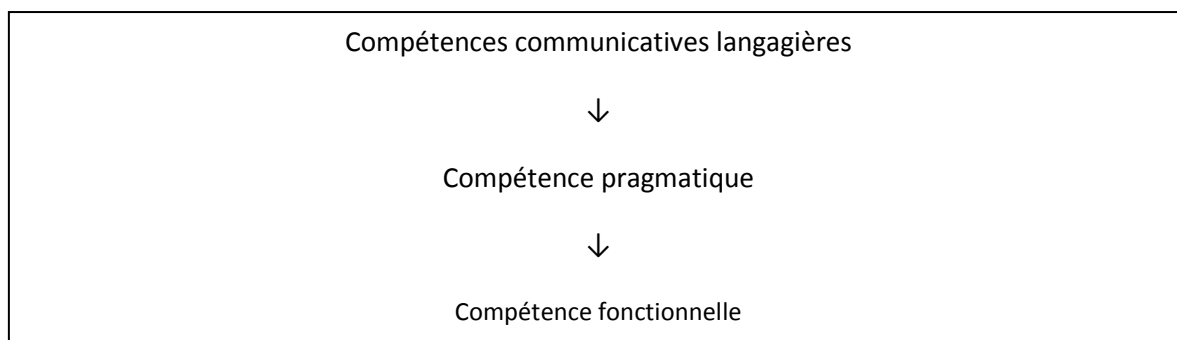 Compétences communicatives langagières
↓
Compétence pragmatique
↓
Compétence fonctionnelle